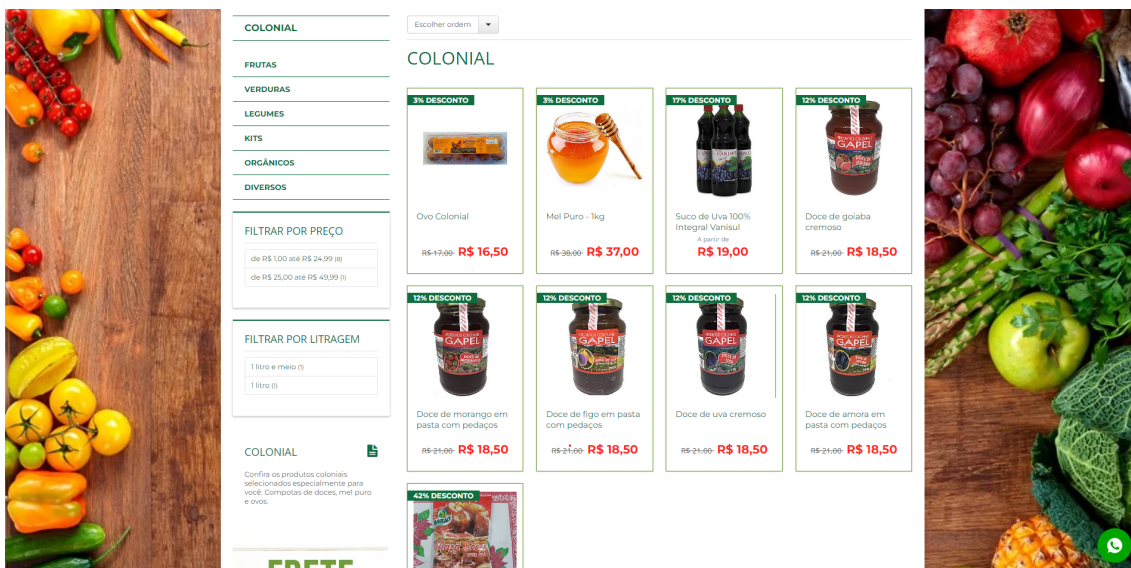 COLONIAL
FRUTAS
VERDURAS
LEGUMES
KITS
ORGÂNICOS
DIVERSOS
FILTRAR POR PREÇO
de R$ 1,00 até R$ 24,99 (8)
de R$ 25,00 até R$ 49,99 (1)
FILTRAR POR LITRAGEM
1 litro e meio (1)
1 litro (1)
COLONIAL
Confira os produtos coloniais
selecionados especialmente para
você. Compotas de doces, mel puro
e ovos.
FRETE
Escolher ordem
COLONIAL
3% DESCONTO
Ovo Colonial
R$ 17,00 R$ 16,50
3% DESCONTO
Mel Puro - 1kg
R$ 38,00 R$ 37,00
17% DESCONTO
Suco de Uva 100%
Integral Vanisul
A partir de
R$ 19,00
12% DESCONTO
GAPEL
Doce de goiaba
cremoso
R$ 21,00 R$ 18,50
12% DESCONTO
GAPEL
Doce de morango em
pasta com pedaços
R$ 21,00 R$ 18,50
12% DESCONTO
GAPEL
Doce de figo em pasta
com pedaços
R$ 21,00 R$ 18,50
12% DESCONTO
GAPEL
Doce de uva cremoso
R$ 21,00 R$ 18,50
12% DESCONTO
GAPEL
Doce de amora em
pasta com pedaços
R$ 21,00 R$ 18,50
42% DESCONTO